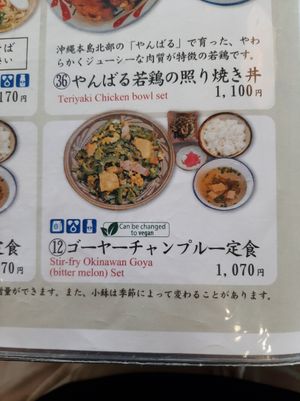 沖縄本島北部の「やんばる」で育った、やわ
らかくジューシーな肉質が特徴の若鶏です。
㊱やんばる若鶏の照り焼き丼
Teriyaki Chicken bowl set
1,100円
170円
Can be changed to vegan
⑫ゴーヤーチャンプルー定食
Stir-fry Okinawan Goya
(bitter melon) Set
1,070円
定食
70円
増量ができます。また、小鉢は季節によって変わることがあります。